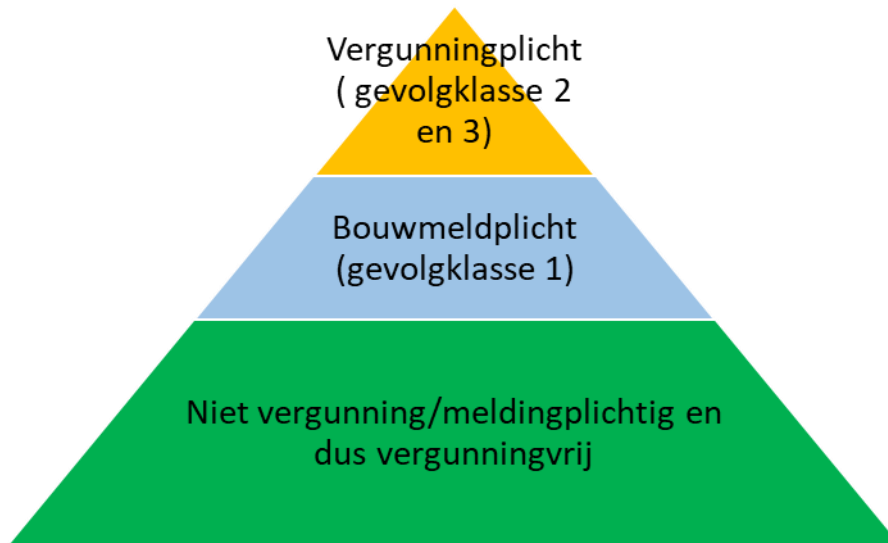 Vergunningplicht
( gevolgklasse 2
en 3)
Bouwmeldplicht
(gevolgklasse 1)
Niet vergunning/meldingplichtig en
dus vergunningvrij